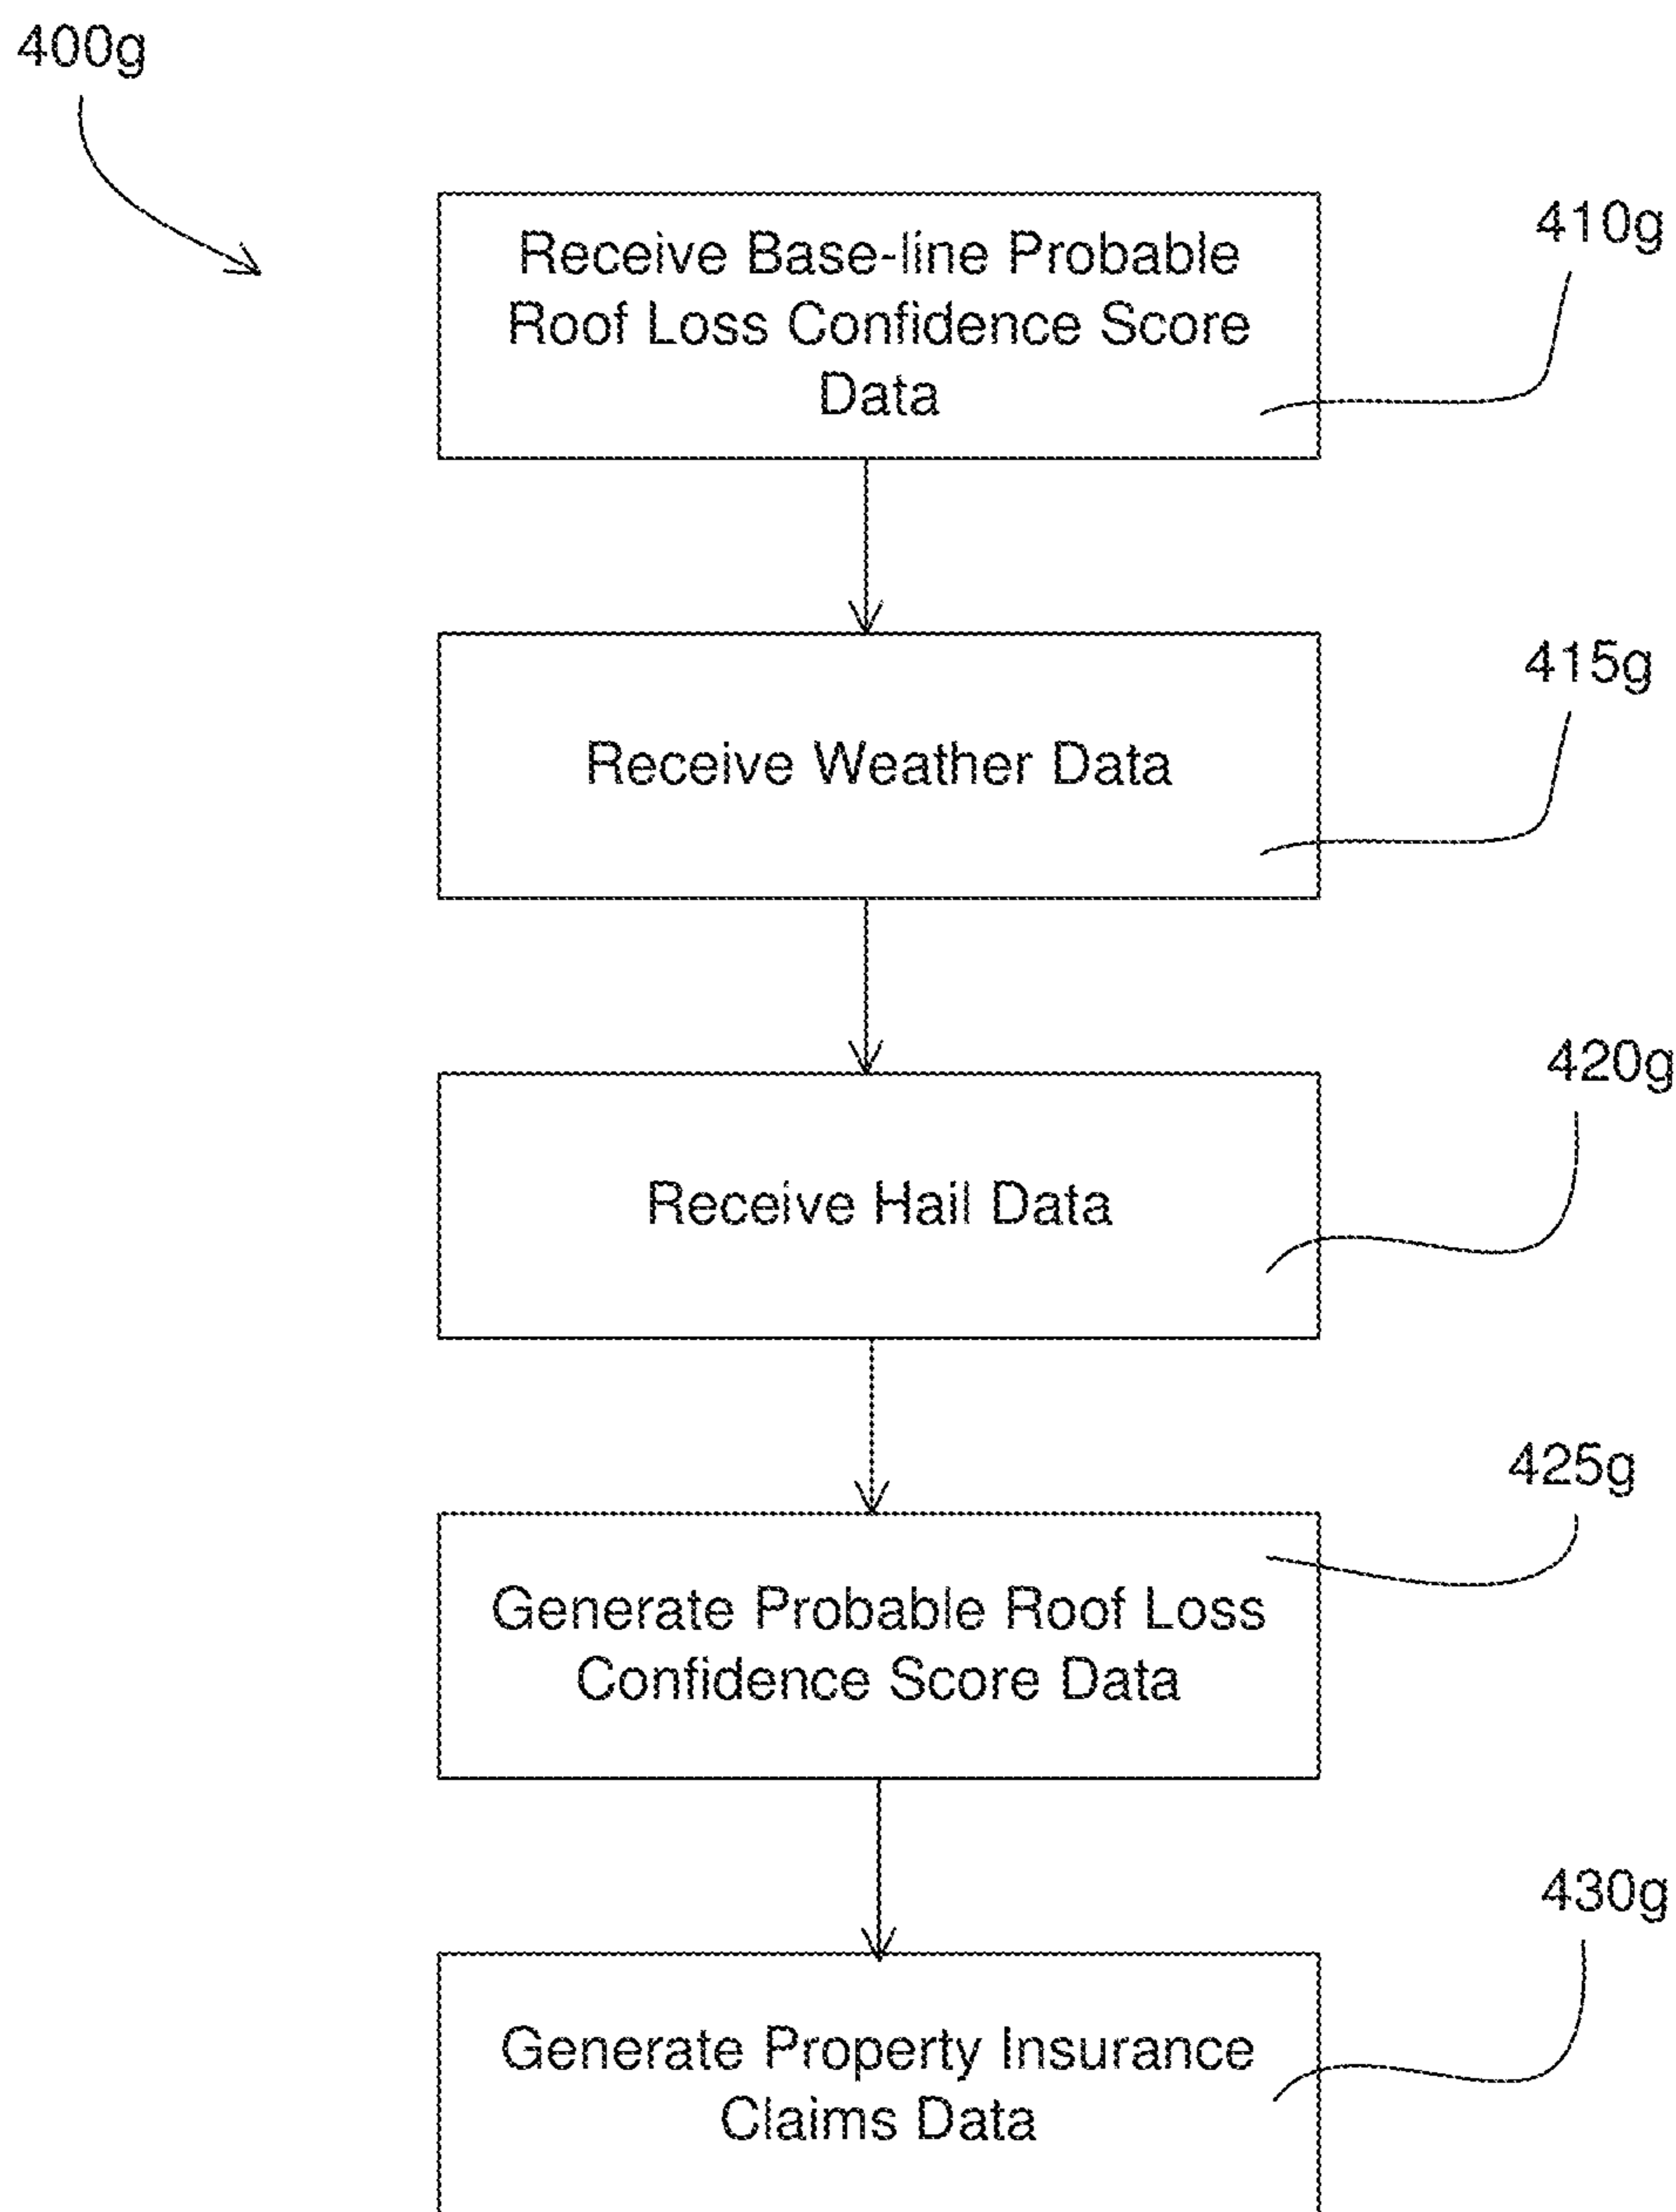 400g
410g
Receive Base-line Probable
Roof Loss Confidence Score
Data
415g
Receive Weather Data
420g
Receive Hail Data
425g
Generate Probable Roof Loss
Confidence Score Data
430g
Generate Property Insurance
Claims Data